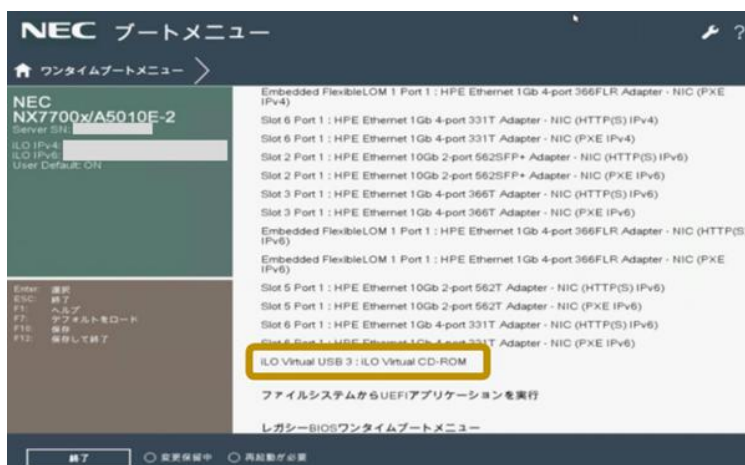 NEC ブートメニュー
?
ワンタイムブートメニュー
NEC
NX7700x/A5010E-2
Server SN:
iLO IPv4:
iLO IPv6:
User Default: ON
Enter: 選択
ESC: 終了
F1: ヘルプ
F7: デフォルトをロード
F10: 保存
F12: 保存して終了
Embedded FlexibleLOM 1 Port 1 : HPE Ethernet 1Gb 4-port 366FLR Adapter - NIC (PXE
IPv4)
Slot 6 Port 1 : HPE Ethernet 1Gb 4-port 331T Adapter - NIC (HTTP(S) IPv4)
Slot 6 Port 1 : HPE Ethernet 1Gb 4-port 331T Adapter - NIC (PXE IPv4)
Slot 2 Port 1 : HPE Ethernet 10Gb 2-port 562SFP+ Adapter - NIC (HTTP(S) IPv6)
Slot 2 Port 1 : HPE Ethernet 10Gb 2-port 562SFP+ Adapter - NIC (PXE IPv6)
Slot 3 Port 1 : HPE Ethernet 1Gb 4-port 366T Adapter - NIC (HTTP(S) IPv6)
Slot 3 Port 1 : HPE Ethernet 1Gb 4-port 366T Adapter - NIC (PXE IPv6)
Embedded FlexibleLOM 1 Port 1 : HPE Ethernet 1Gb 4-port 366FLR Adapter - NIC (HTTP(S
IPv6)
Embedded FlexibleLOM 1 Port 1 : HPE Ethernet 1Gb 4-port 366FLR Adapter - NIC (PXE
IPv6)
Slot 5 Port 1 : HPE Ethernet 10Gb 2-port 562T Adapter - NIC (HTTP(S) IPv6)
Slot 5 Port 1 : HPE Ethernet 10Gb 2-port 562T Adapter - NIC (PXE IPv6)
Slot 6 Port 1 : HPE Ethernet 1Gb 4-port 331T Adapter - NIC (HTTP(S) IPv6)
Slot 6 Port 1 : HPE Ethernet 1Gb 4-port 331T Adapter - NIC (PXE IPv6)
iLO Virtual USB 3 : iLO Virtual CD-ROM
ファイルシステムからUEFIアプリケーションを実行
レガシーBIOSワンタイムブートメニュー
終了 変更保留中 再起動が必要